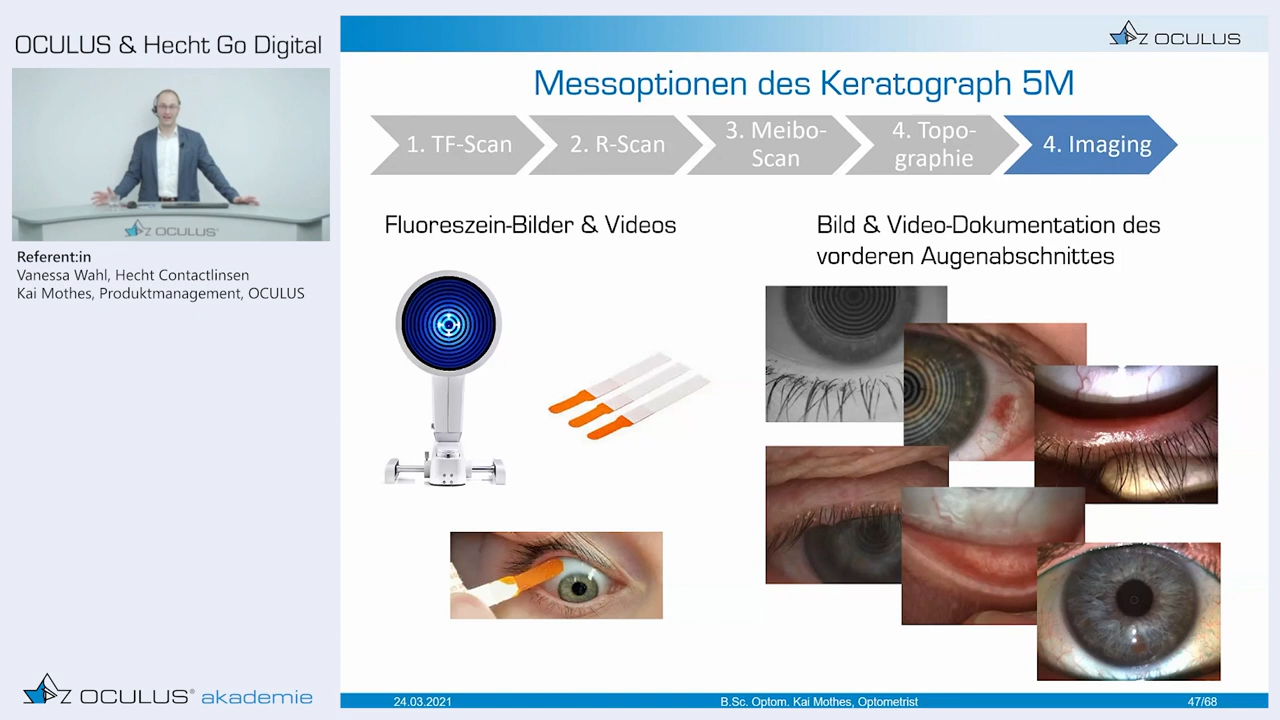 OCULUS & Hecht Go Digital
OCULUS
Referent:in
Vanessa Wahl, Hecht Contactlinsen
Kai Mothes, Produktmanagement, OCULUS
OCULUS® akademie
OCULUS
Messoptionen des Keratograph 5M
1. TF-Scan
2. R-Scan
3. Meibo-
Scan
4. Topo-
graphie
4. Imaging
Fluoreszein-Bilder & Videos
Bild & Video-Dokumentation des
vorderen Augenabschnittes
24.03.2021
B.Sc. Optom. Kai Mothes, Optometrist
47/68